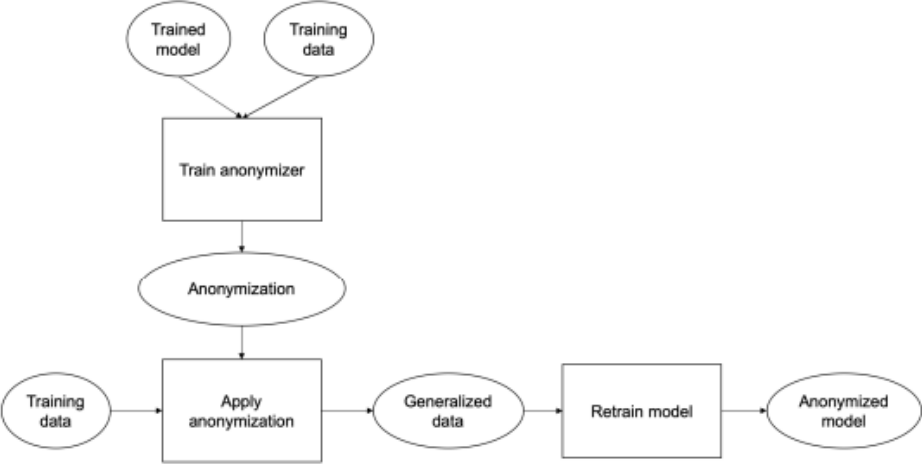 Trained
model
Training
data
Train anonymizer
Anonymization
Training
data
Apply
anonymization
Generalized
data
Retrain model
Anonymized
model